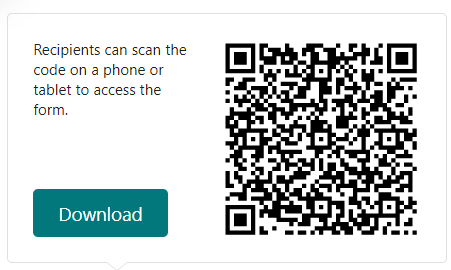 Recipients can scan the
code on a phone or
tablet to access the
form.
Download